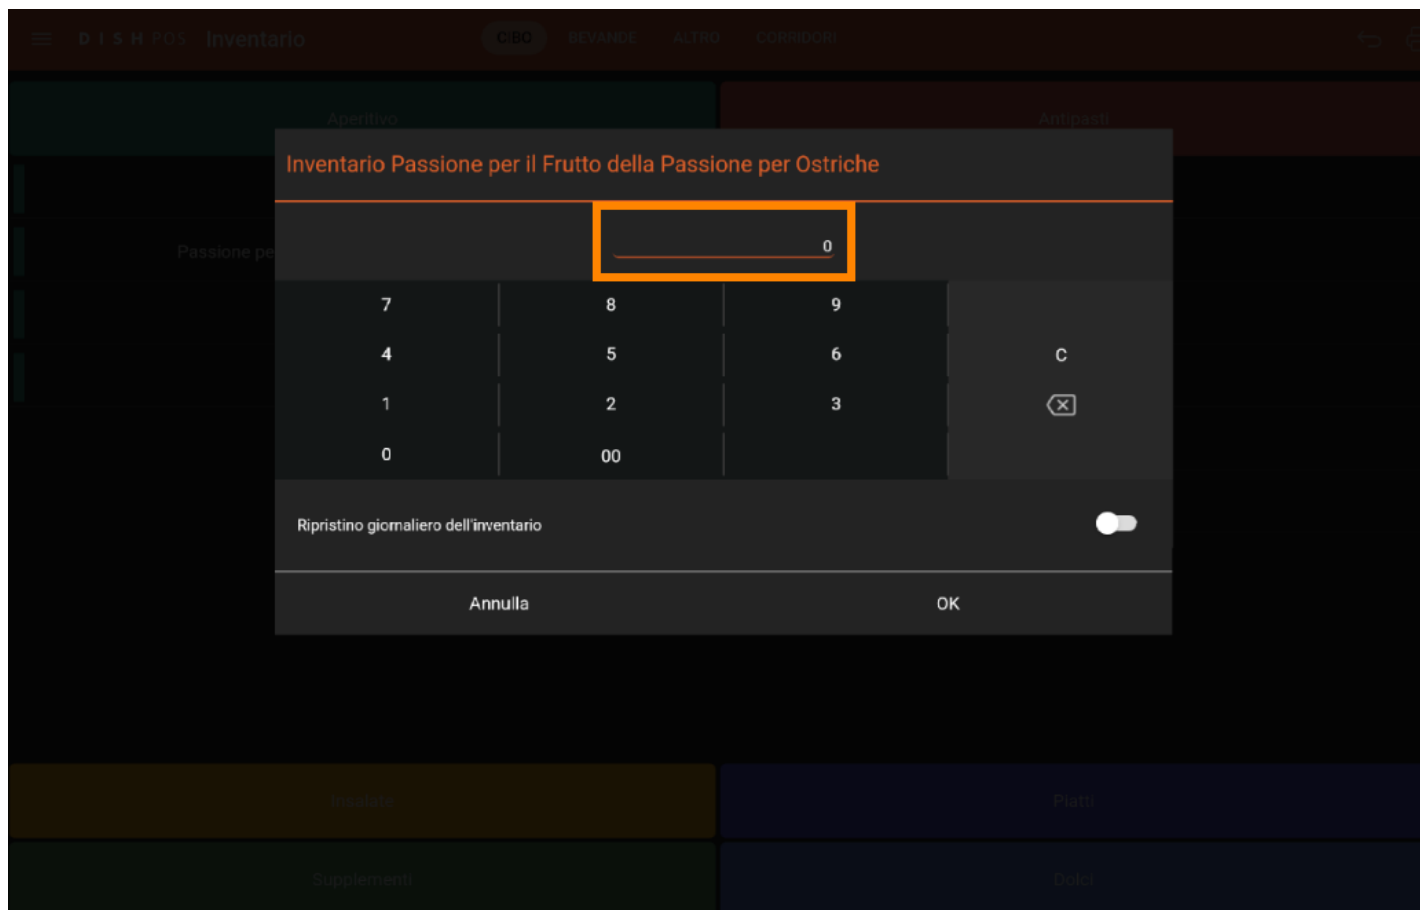 DISH POS Inventario CIBO BEVANDE ALTRO CORRIDORI
Aperitivo Antipasti
Inventario Passione per il Frutto della Passione per Ostriche
0
Passione pe
7 8 9
4 5 6 C
1 2 3
0 00
Ripristino giornaliero dell'inventario
Annulla OK
Insalate Piatti
Supplementi Dolci